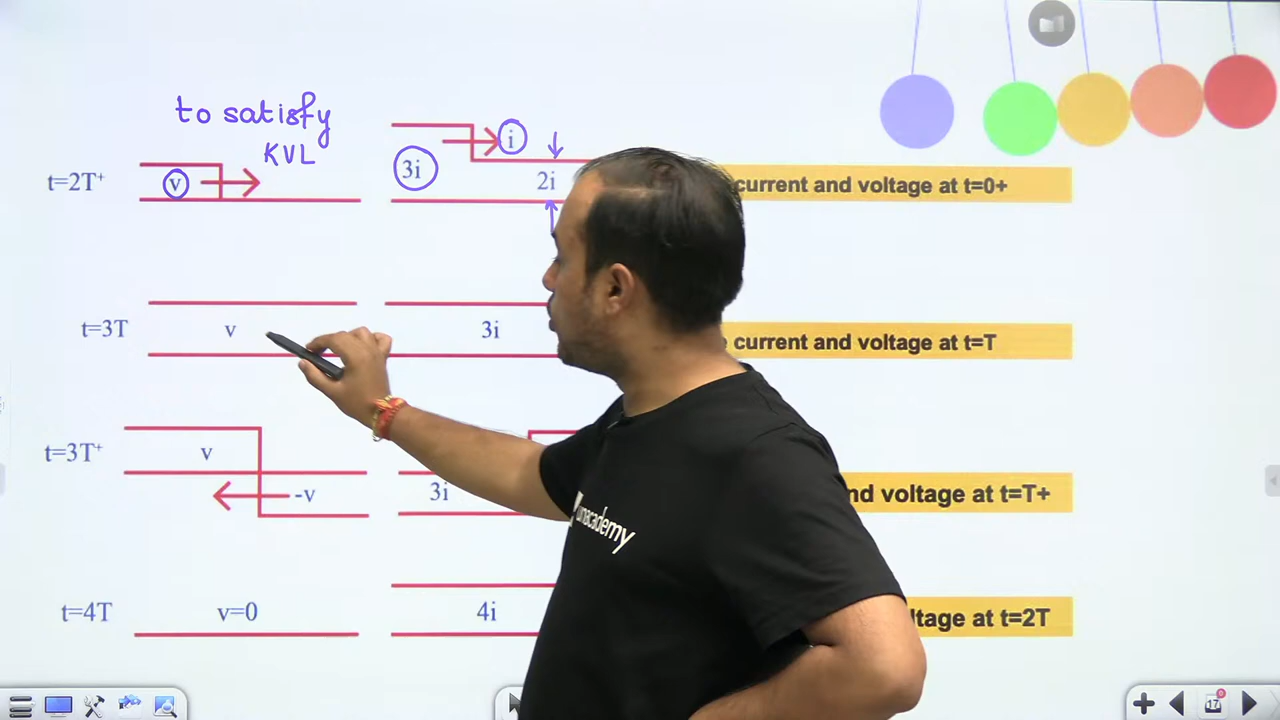 to satisfy
KVL
t=2T⁺
v
3i
i
2i
current and voltage at t=0+
t=3T
v
3i
current and voltage at t=T
t=3T⁺
v
-v
3i
nd voltage at t=T+
unacademy
t=4T
v=0
4i
ltage at t=2T
17